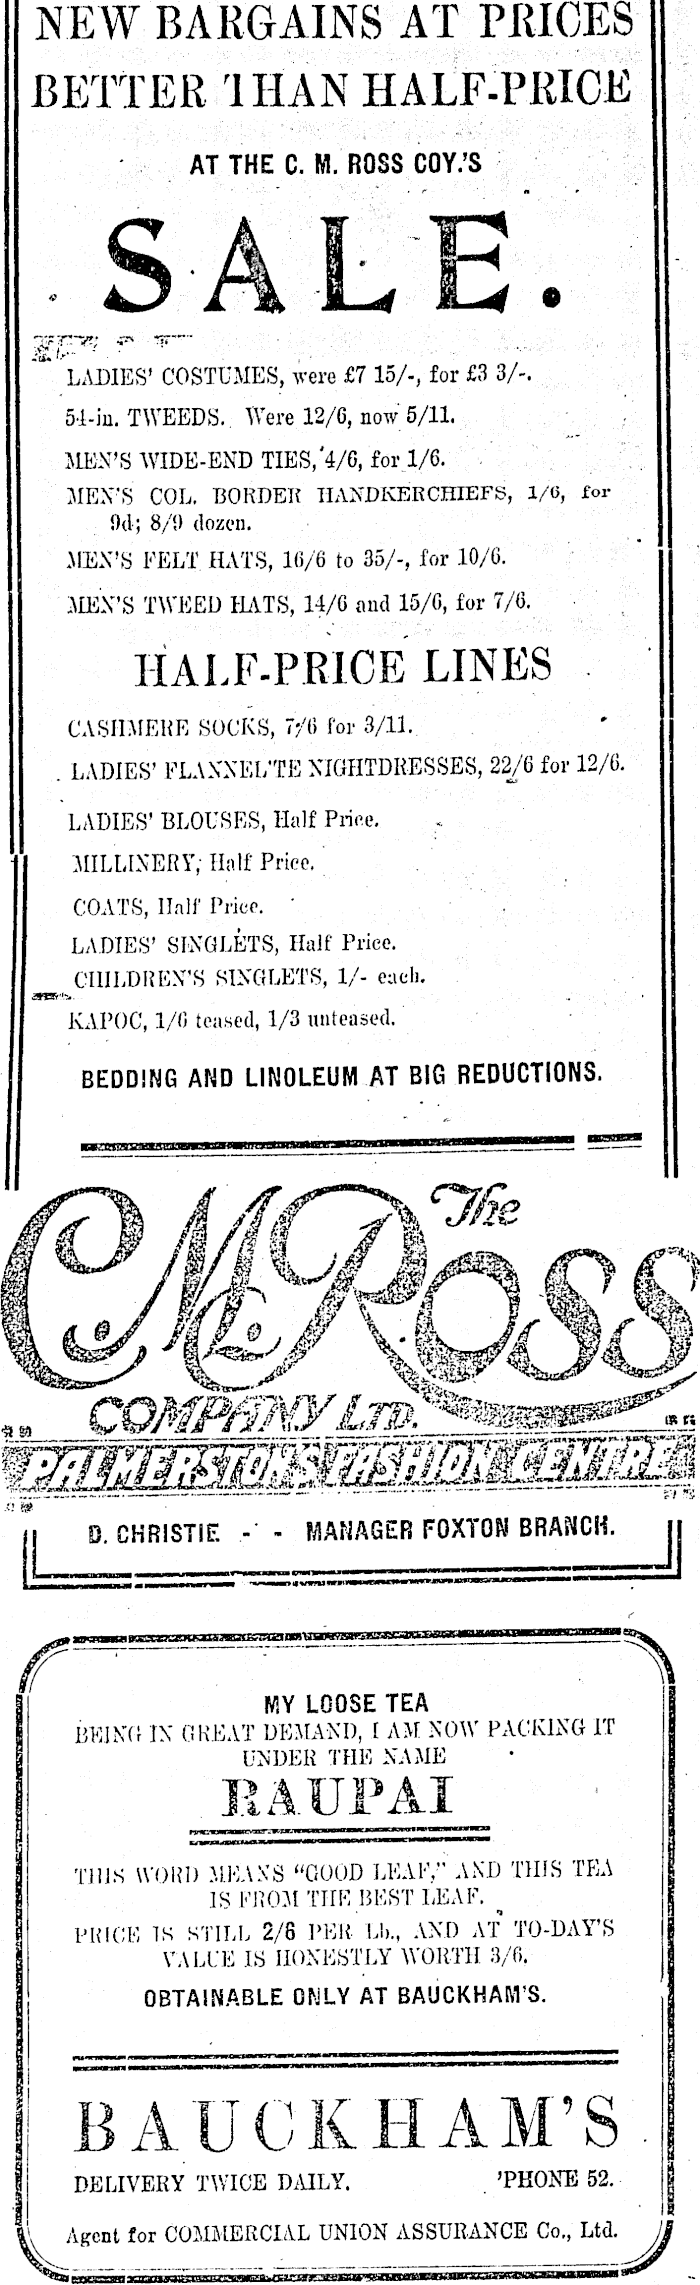 NEW BARGAINS AT PRICES
BETTER THAN HALF-PRICE
AT THE C. M. ROSS COY.'S
SALE.
LADIES' COSTUMES, were £7 15/-, for £3 3/-.
54-in. TWEEDS. Were 12/6, now 5/11.
MEN'S WIDE-END TIES, 4/6, for 1/6.
MEN'S COL. BORDER HANDKERCHIEFS, 1/6, for
9d; 8/9 dozen.
MEN'S FELT HATS, 16/6 to 35/-, for 10/6.
MEN'S TWEED HATS, 14/6 and 15/6, for 7/6.
HALF-PRICE LINES
CASHMERE SOCKS, 7/6 for 3/11.
LADIES' FLANNEL'TE NIGHTDRESSES, 22/6 for 12/6.
LADIES' BLOUSES, Half Price.
MILLINERY, Half Price.
COATS, Half Price.
LADIES' SINGLETS, Half Price.
CHILDREN'S SINGLETS, 1/- each.
KAPOC, 1/6 teased, 1/3 unteased.
BEDDING AND LINOLEUM AT BIG REDUCTIONS.
The
C.M. ROSS
COMPANY LTD.
PALMERSTON'S FASHION CENTRE
D. CHRISTIE - - MANAGER FOXTON BRANCH.
MY LOOSE TEA
BEING IN GREAT DEMAND, I AM NOW PACKING IT
UNDER THE NAME
RAUPAI
THIS WORD MEANS "GOOD LEAF," AND THIS TEA
IS FROM THE BEST LEAF.
PRICE IS STILL 2/6 PER Lb., AND AT TO-DAY'S
VALUE IS HONESTLY WORTH 3/6.
OBTAINABLE ONLY AT BAUCKHAM'S.
BAUCKHAM'S
DELIVERY TWICE DAILY. 'PHONE 52.
Agent for COMMERCIAL UNION ASSURANCE Co., Ltd.